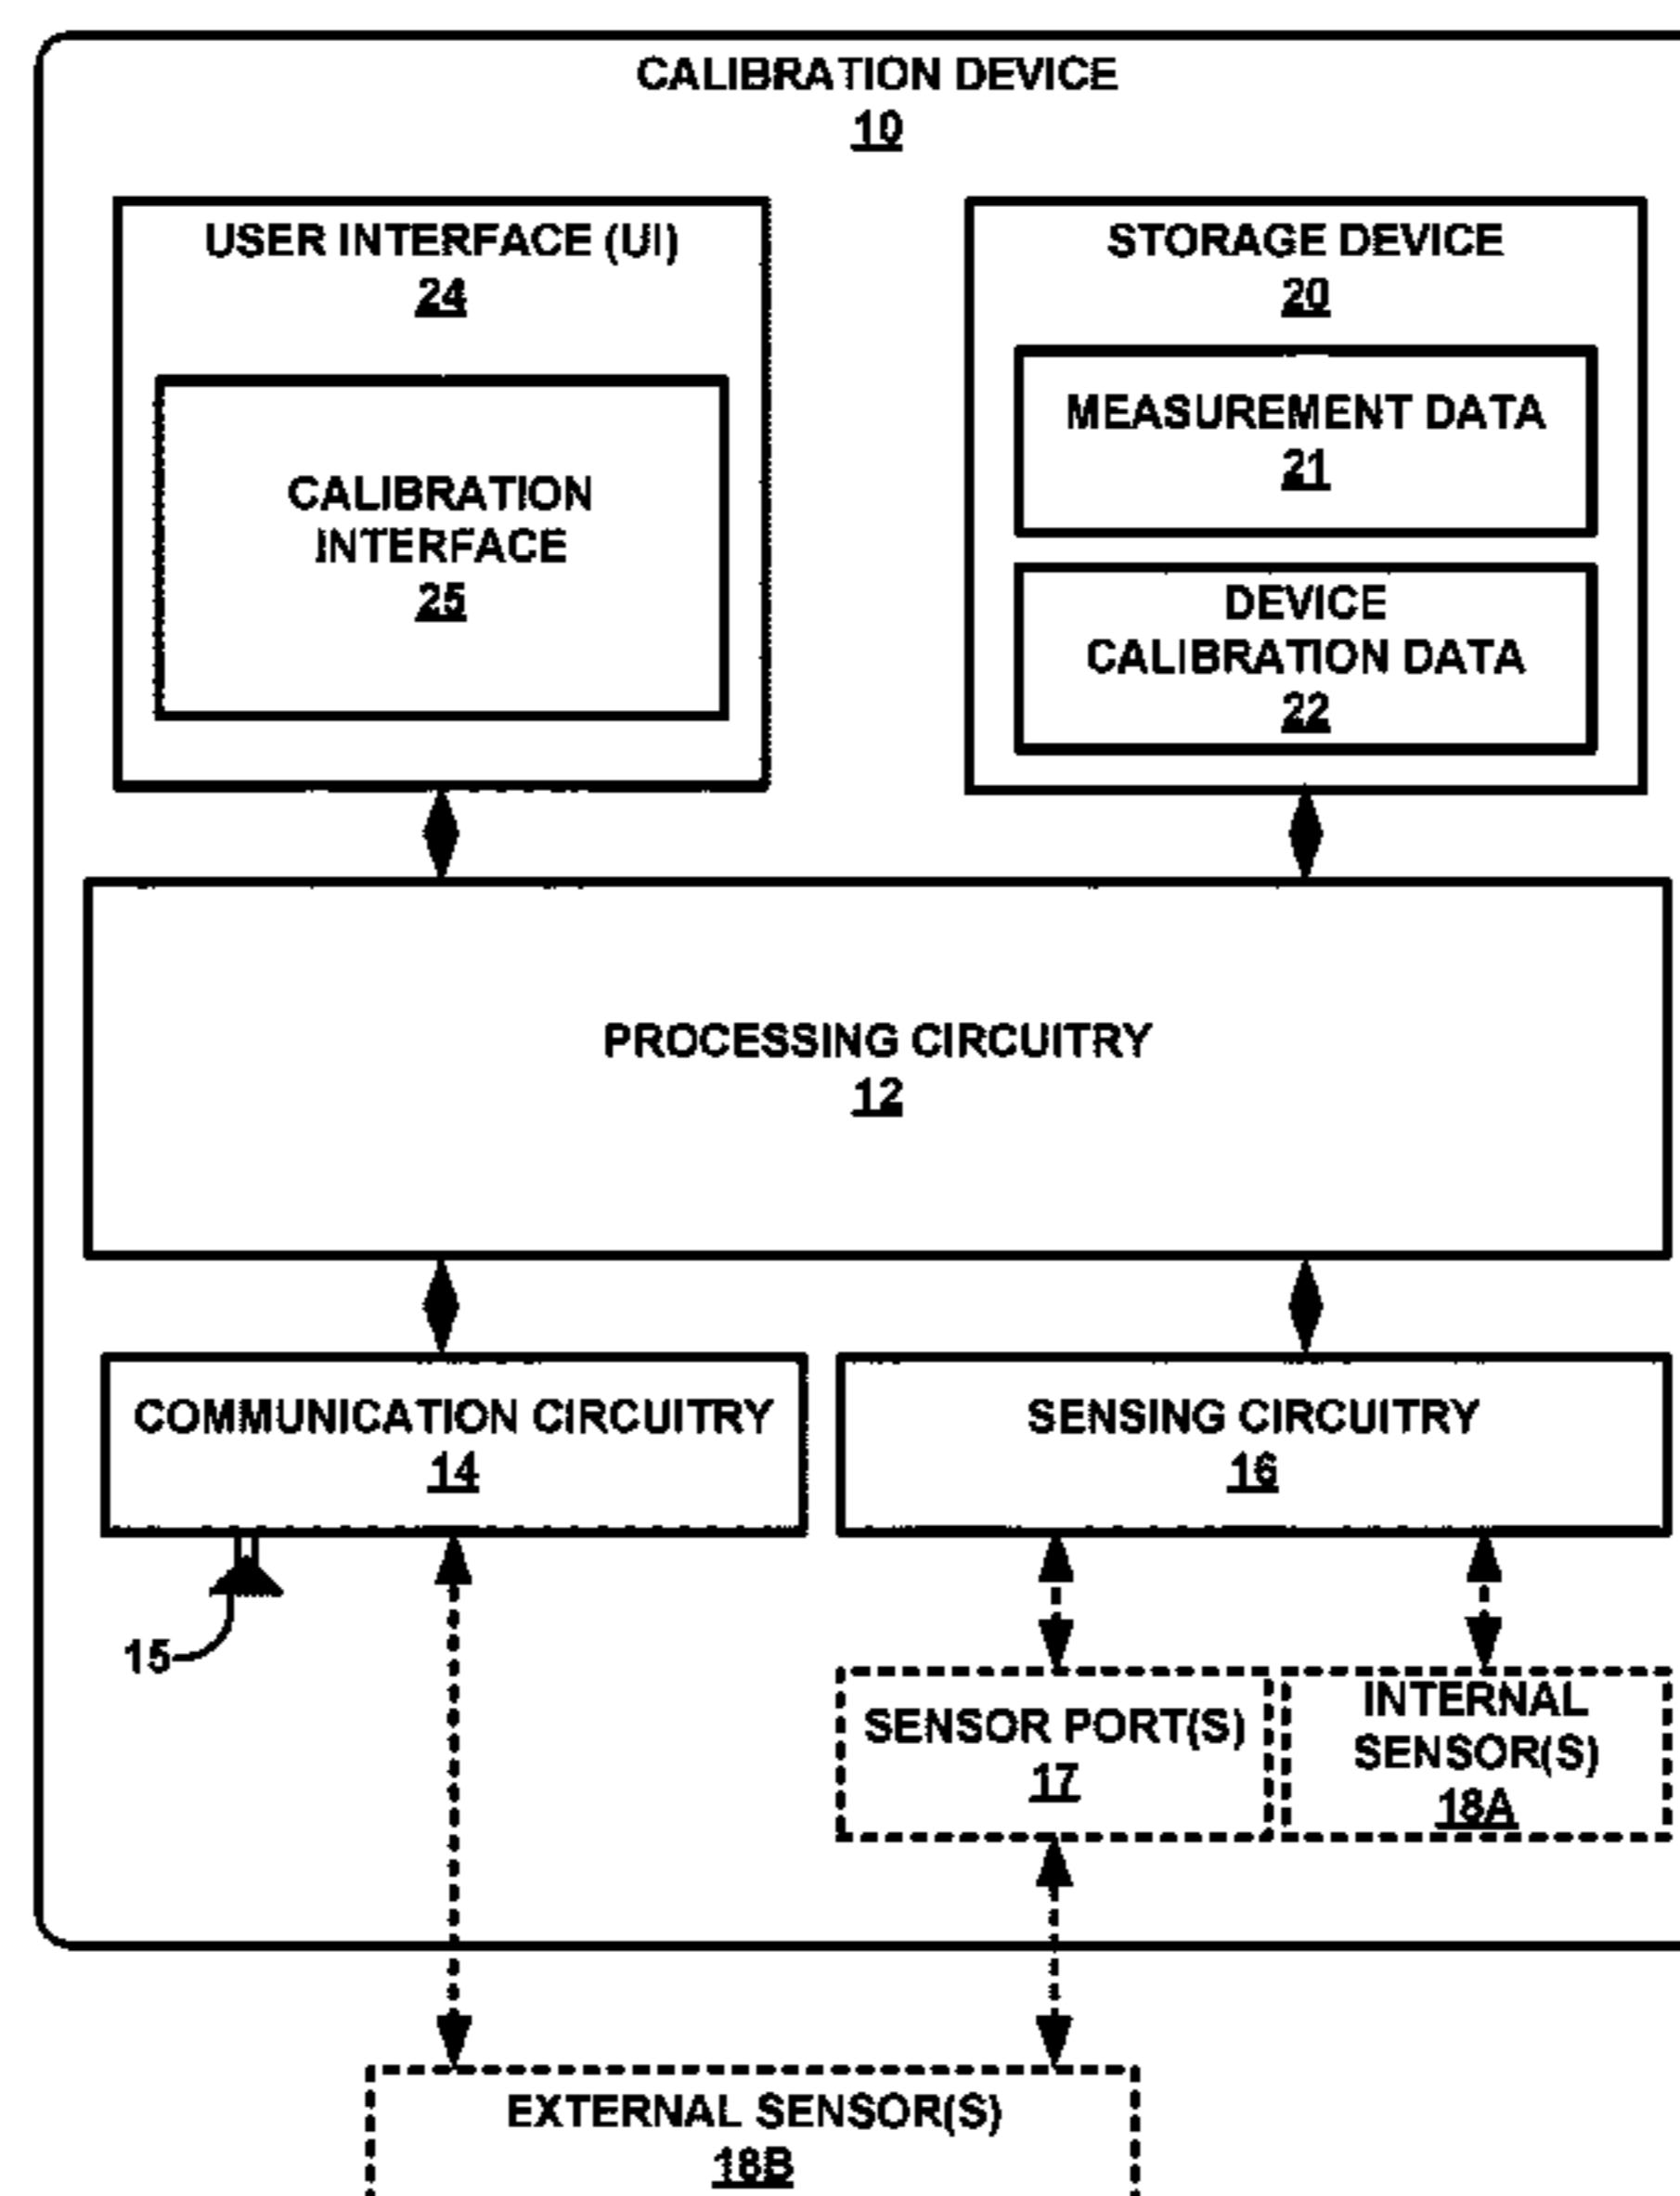 CALIBRATION DEVICE
10
USER INTERFACE (UI)
24
CALIBRATION
INTERFACE
25
STORAGE DEVICE
20
MEASUREMENT DATA
21
DEVICE
CALIBRATION DATA
22
PROCESSING CIRCUITRY
12
COMMUNICATION CIRCUITRY
14
SENSING CIRCUITRY
16
15
SENSOR PORT(S)
17
INTERNAL
SENSOR(S)
18A
EXTERNAL SENSOR(S)
18B